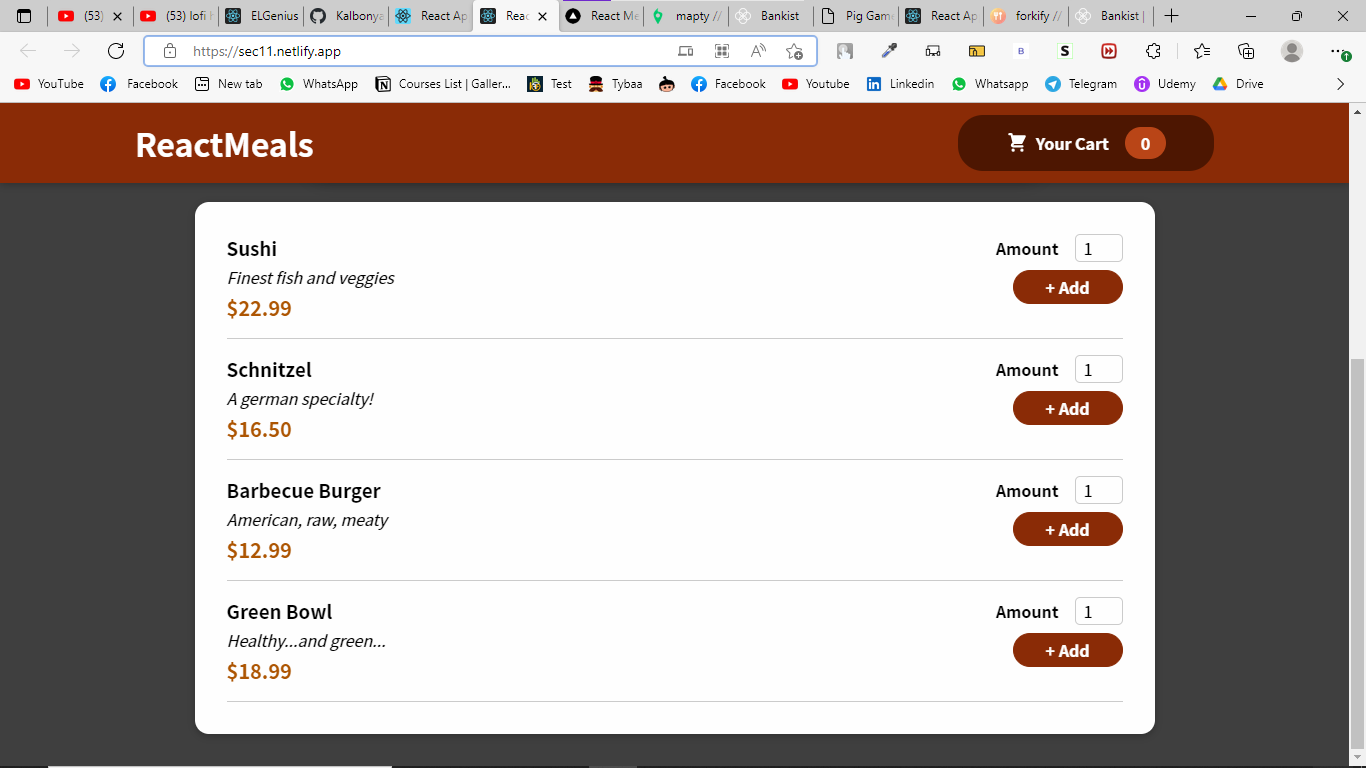 (53)
(53) lofi h
ELGenius
Kalbonya
React Ap
Reac
React Me
mapty //
Bankist
Pig Game
React Ap
forkify //
Bankist |
https://sec11.netlify.app
YouTube
Facebook
New tab
WhatsApp
Courses List | Galler...
Test
Tybaa
Facebook
Youtube
Linkedin
Whatsapp
Telegram
Udemy
Drive
ReactMeals
Your Cart 0
Sushi
Amount 1
Finest fish and veggies
+ Add
$22.99
Schnitzel
Amount 1
A german specialty!
+ Add
$16.50
Barbecue Burger
Amount 1
American, raw, meaty
+ Add
$12.99
Green Bowl
Amount 1
Healthy...and green...
+ Add
$18.99